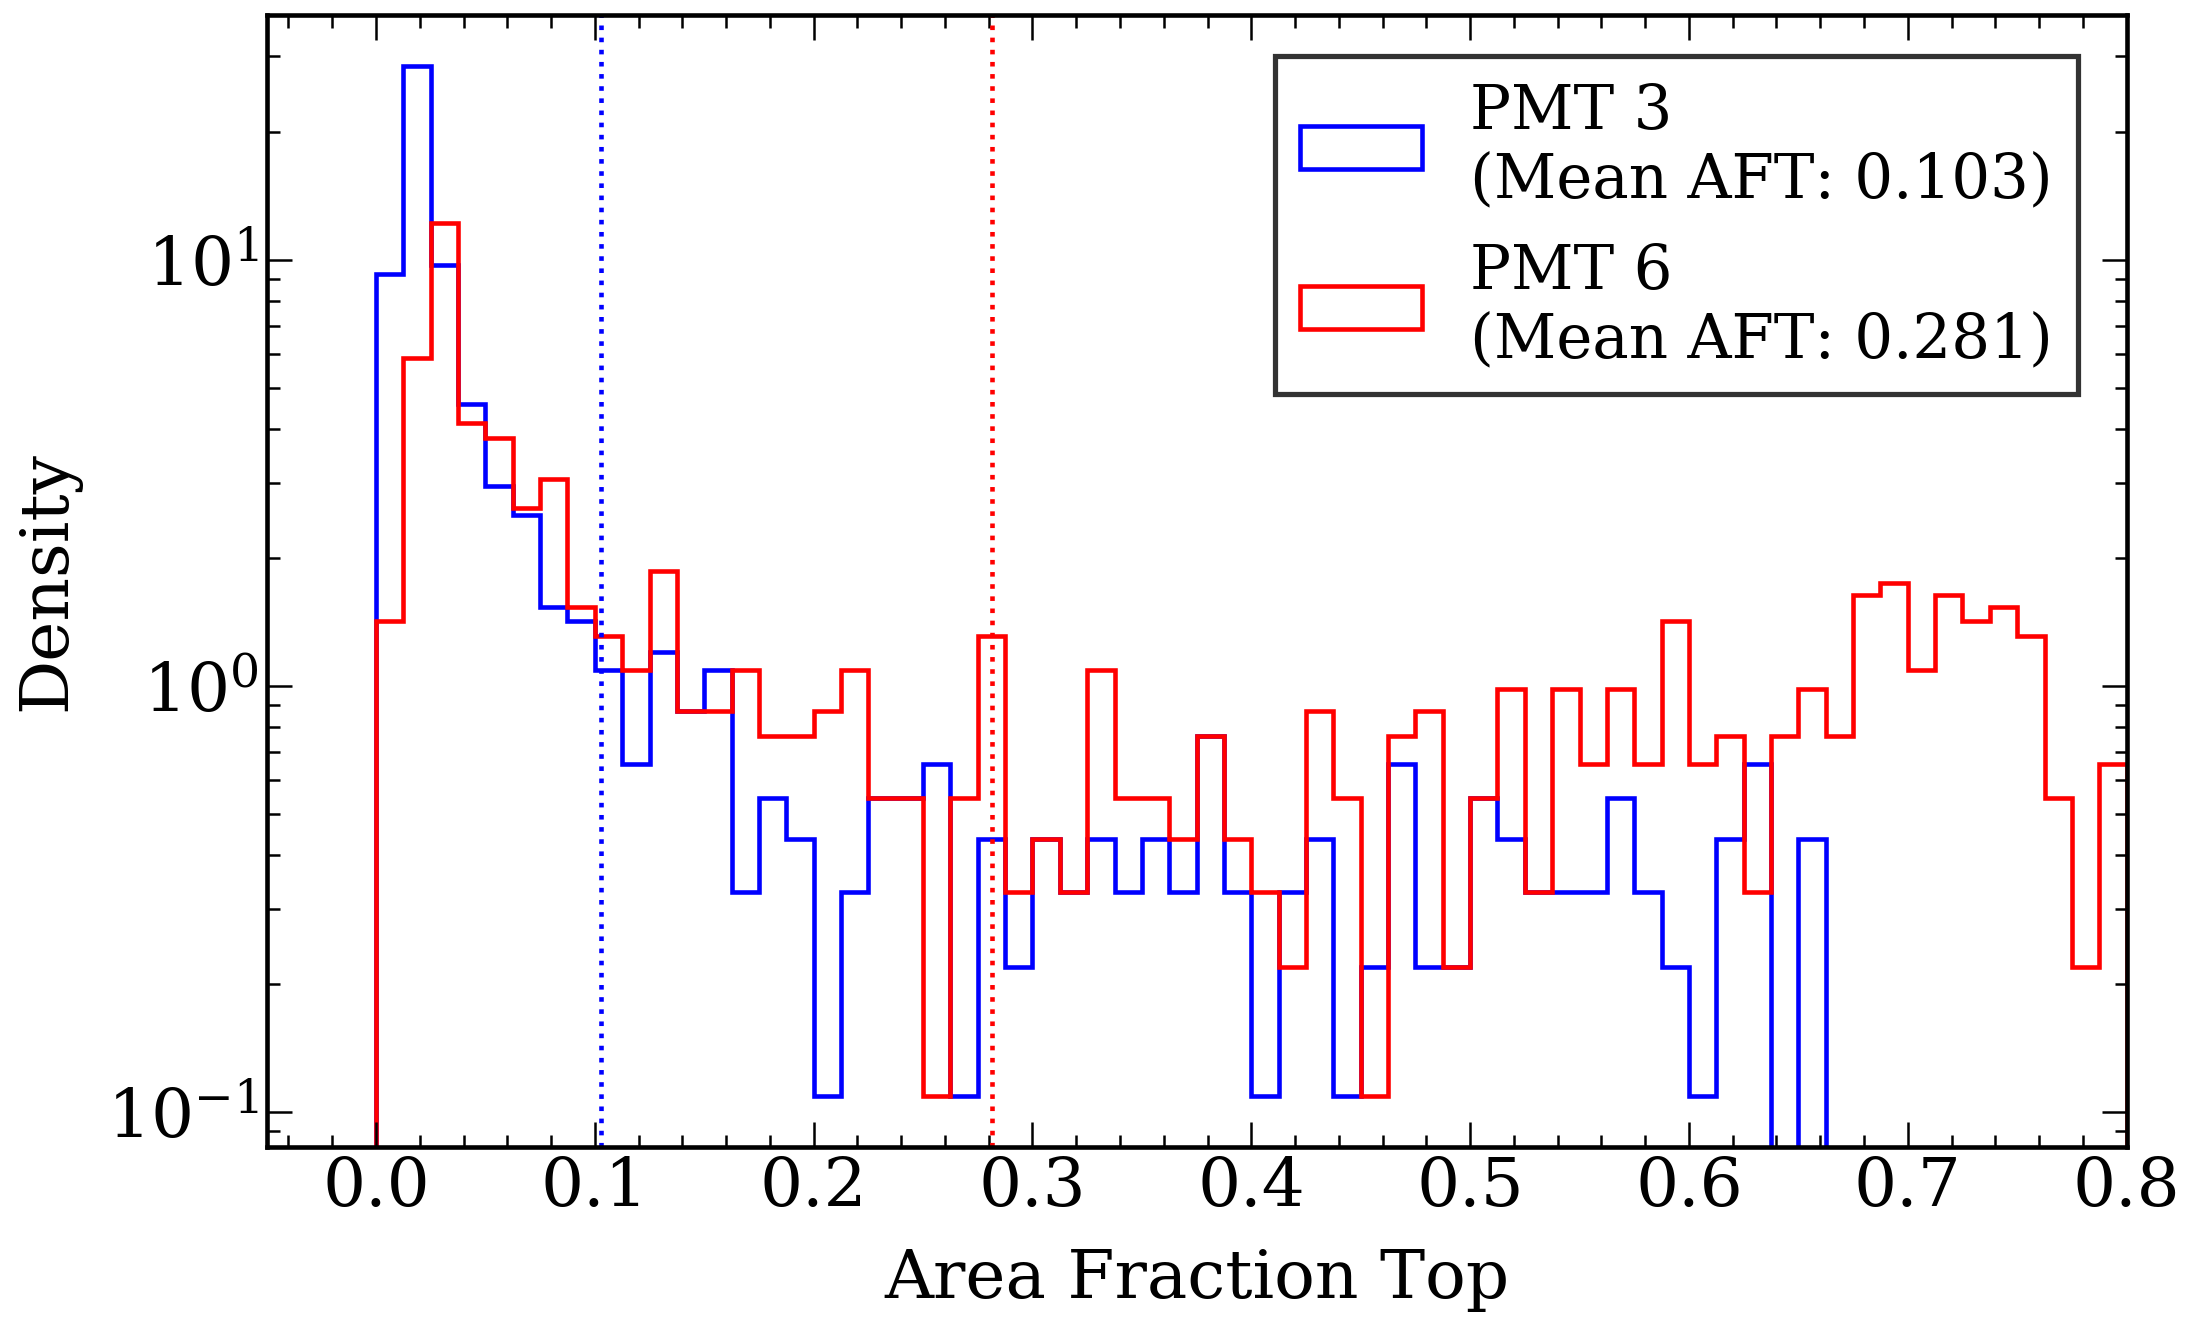 PMT 3
(Mean AFT: 0.103)
PMT 6
(Mean AFT: 0.281)
10¹
10⁰
10⁻¹
Density
0.0 0.1 0.2 0.3 0.4 0.5 0.6 0.7 0.8
Area Fraction Top